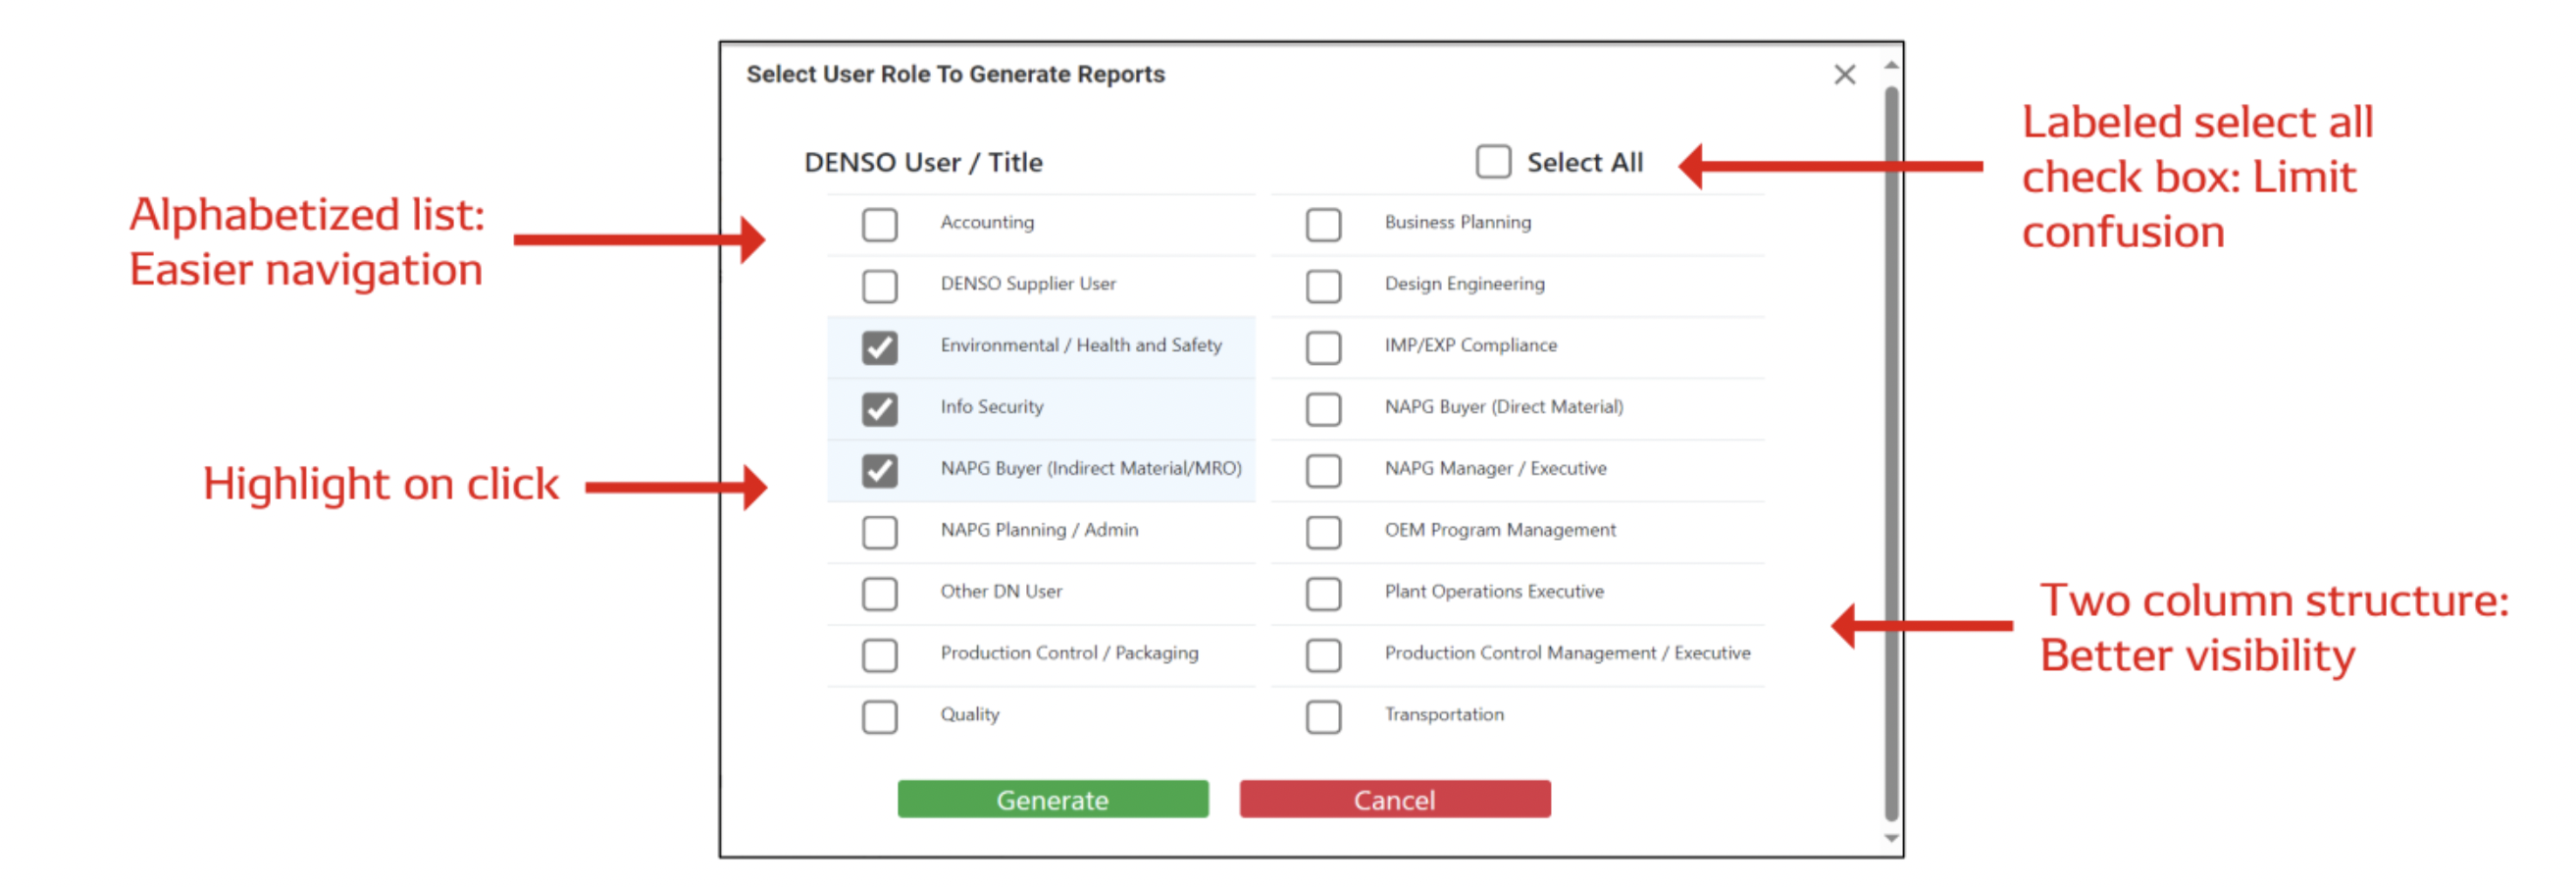 Select User Role To Generate Reports
DENSO User / Title
Select All
Accounting
Business Planning
DENSO Supplier User
Design Engineering
Environmental / Health and Safety
IMP/EXP Compliance
Info Security
NAPG Buyer (Direct Material)
NAPG Buyer (Indirect Material/MRO)
NAPG Manager / Executive
NAPG Planning / Admin
OEM Program Management
Other DN User
Plant Operations Executive
Production Control / Packaging
Production Control Management / Executive
Quality
Transportation
Generate
Cancel
Alphabetized list:
Easier navigation
Highlight on click
Labeled select all
check box: Limit
confusion
Two column structure:
Better visibility